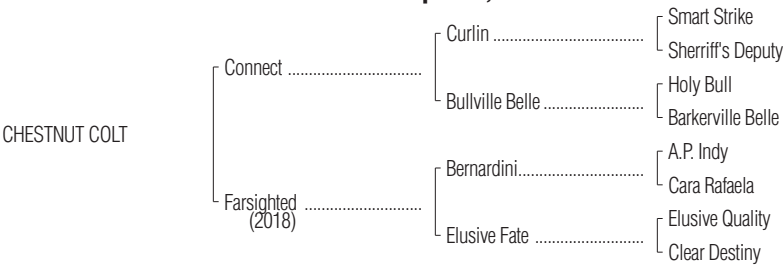 Smart Strike
Curlin
Sherriff's Deputy
Connect
Holy Bull
Bullville Belle
Barkerville Belle
CHESTNUT COLT
A.P. Indy
Bernardini
Cara Rafaela
Farsighted
(2018)
Elusive Quality
Elusive Fate
Clear Destiny